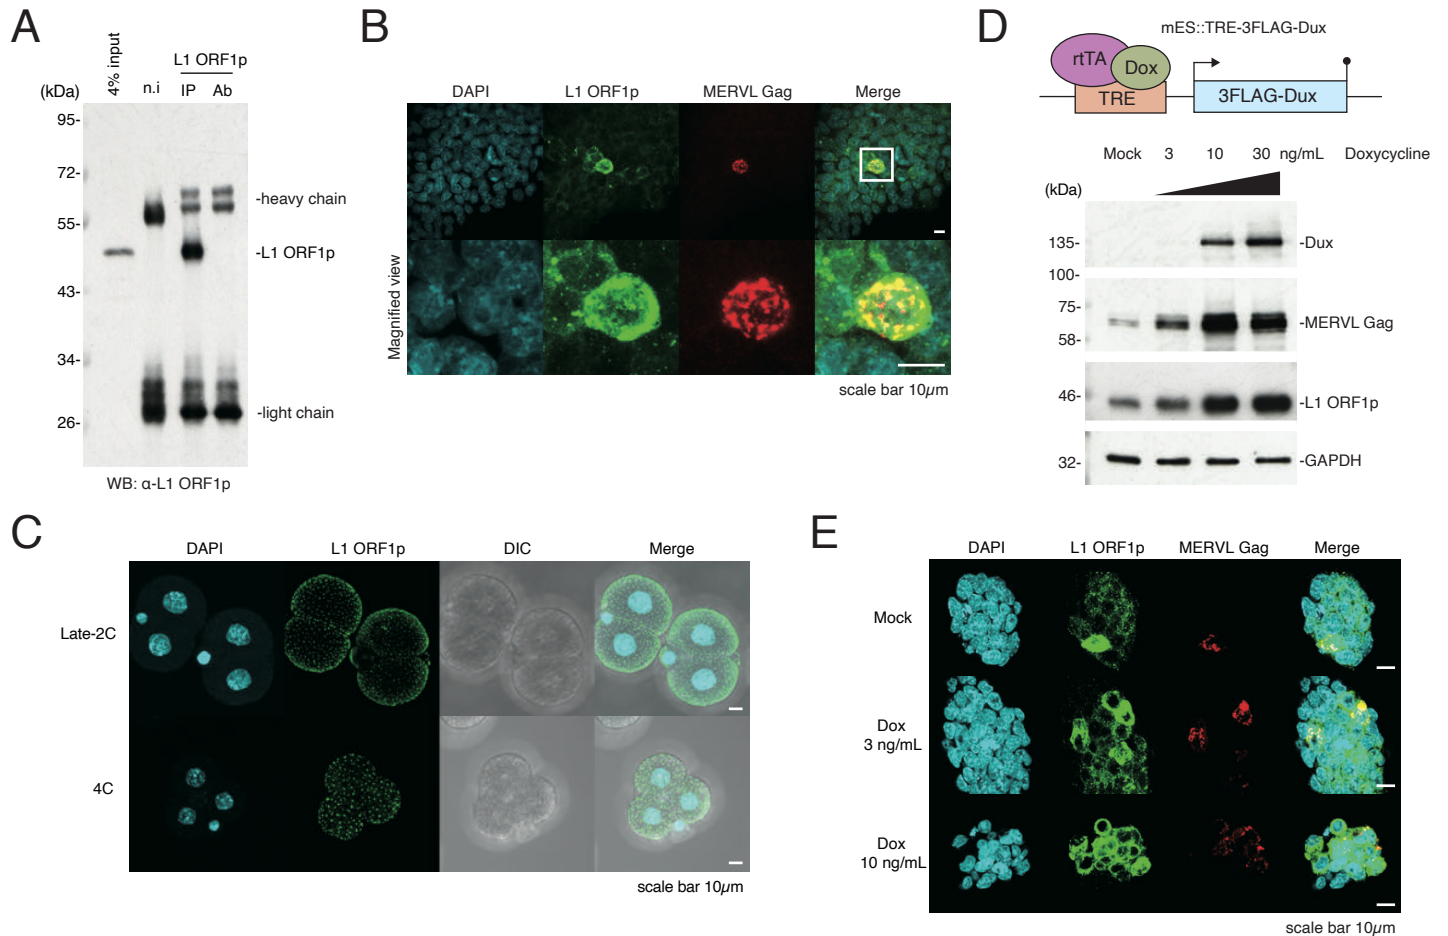 A
4% input
L1 ORF1p
(kDa)
n.i
IP
Ab
95-
72-
-heavy chain
55-
-L1 ORF1p
43-
34-
-light chain
26-
WB: α-L1 ORF1p
B
DAPI
L1 ORF1p
MERVL Gag
Merge
Magnified view
scale bar 10µm
C
DAPI
L1 ORF1p
DIC
Merge
Late-2C
4C
scale bar 10µm
D
mES::TRE-3FLAG-Dux
rtTA
Dox
TRE
3FLAG-Dux
Mock 3 10 30 ng/mL Doxycycline
(kDa)
135-
-Dux
100-
75-
-MERVL Gag
58-
46-
-L1 ORF1p
32-
-GAPDH
E
DAPI
L1 ORF1p
MERVL Gag
Merge
Mock
Dox
3 ng/mL
Dox
10 ng/mL
scale bar 10µm